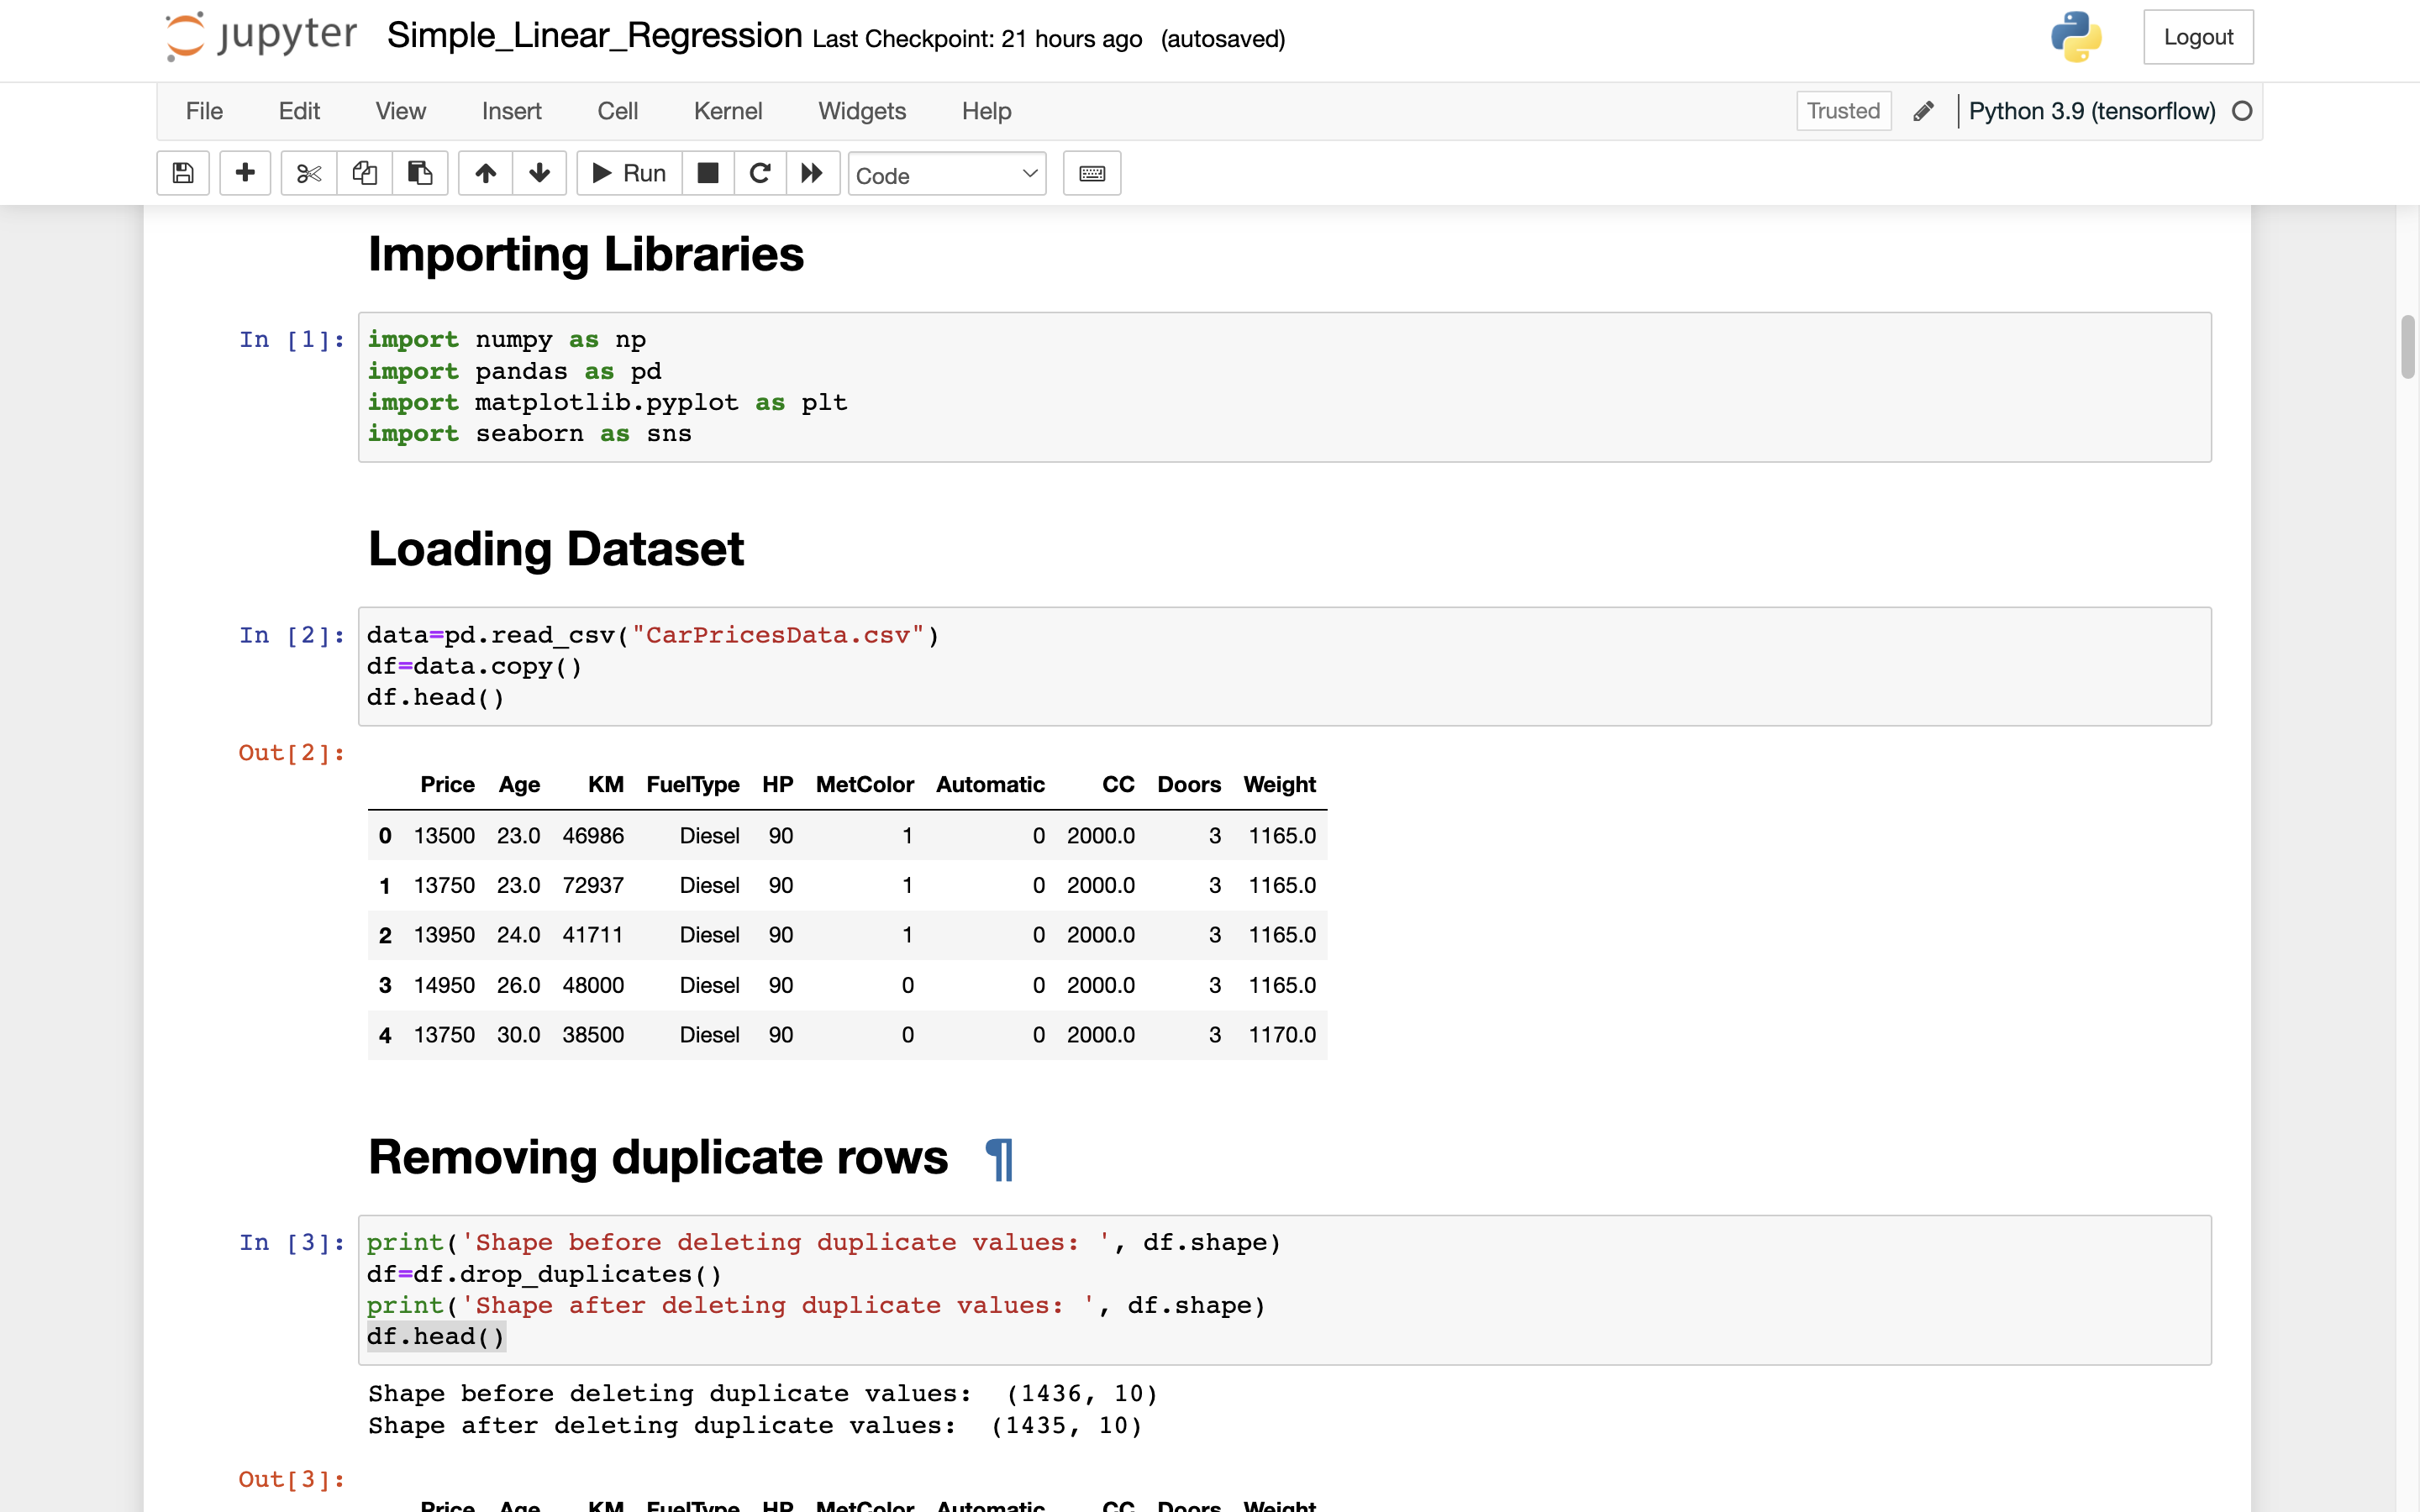 jupyter Simple_Linear_Regression Last Checkpoint: 21 hours ago (autosaved) Logout
File Edit View Insert Cell Kernel Widgets Help Trusted Python 3.9 (tensorflow)
Run Code
Importing Libraries
In [1]: import numpy as np
import pandas as pd
import matplotlib.pyplot as plt
import seaborn as sns
Loading Dataset
In [2]: data=pd.read_csv("CarPricesData.csv")
df=data.copy()
df.head()
Out[2]:
Price Age KM FuelType HP MetColor Automatic CC Doors Weight
0 13500 23.0 46986 Diesel 90 1 0 2000.0 3 1165.0
1 13750 23.0 72937 Diesel 90 1 0 2000.0 3 1165.0
2 13950 24.0 41711 Diesel 90 1 0 2000.0 3 1165.0
3 14950 26.0 48000 Diesel 90 0 0 2000.0 3 1165.0
4 13750 30.0 38500 Diesel 90 0 0 2000.0 3 1170.0
Removing duplicate rows ¶
In [3]: print('Shape before deleting duplicate values: ', df.shape)
df=df.drop_duplicates()
print('Shape after deleting duplicate values: ', df.shape)
df.head()
Shape before deleting duplicate values:  (1436, 10)
Shape after deleting duplicate values:  (1435, 10)
Out[3]:
Price Age KM FuelType HP MetColor Automatic CC Doors Weight